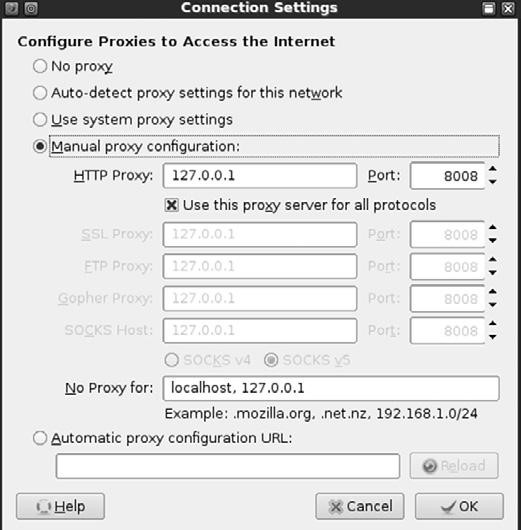 Connection Settings
Configure Proxies to Access the Internet
No proxy
Auto-detect proxy settings for this network
Use system proxy settings
Manual proxy configuration:
HTTP Proxy: 127.0.0.1 Port: 8008
Use this proxy server for all protocols
SSL Proxy: 127.0.0.1 Port: 8008
FTP Proxy: 127.0.0.1 Port: 8008
Gopher Proxy: 127.0.0.1 Port: 8008
SOCKS Host: 127.0.0.1 Port: 8008
SOCKS v4 SOCKS v5
No Proxy for: localhost, 127.0.0.1
Example: .mozilla.org, .net.nz, 192.168.1.0/24
Automatic proxy configuration URL:
Reload
Help Cancel OK